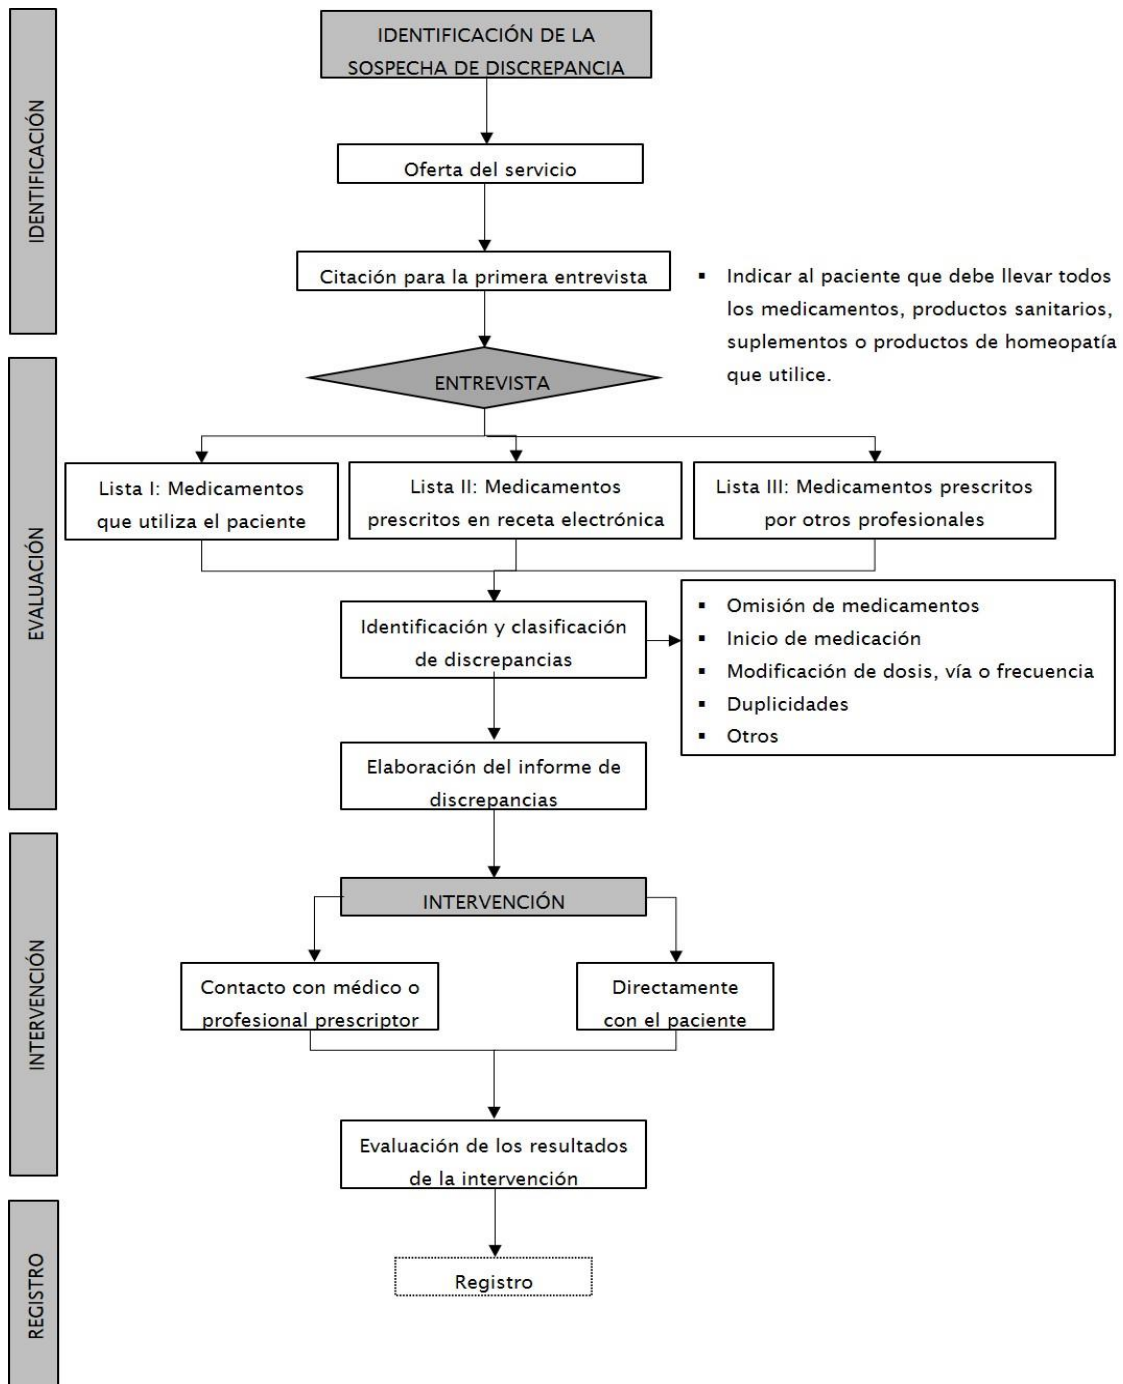 IDENTIFICACIÓN
IDENTIFICACIÓN DE LA
SOSPECHA DE DISCREPANCIA
Oferta del servicio
Citación para la primera entrevista
▪ Indicar al paciente que debe llevar todos
los medicamentos, productos sanitarios,
suplementos o productos de homeopatía
que utilice.
EVALUACIÓN
ENTREVISTA
Lista I: Medicamentos
que utiliza el paciente
Lista II: Medicamentos
prescritos en receta electrónica
Lista III: Medicamentos prescritos
por otros profesionales
Identificación y clasificación
de discrepancias
▪ Omisión de medicamentos
▪ Inicio de medicación
▪ Modificación de dosis, vía o frecuencia
▪ Duplicidades
▪ Otros
Elaboración del informe de
discrepancias
INTERVENCIÓN
INTERVENCIÓN
Contacto con médico o
profesional prescriptor
Directamente
con el paciente
Evaluación de los resultados
de la intervención
REGISTRO
Registro